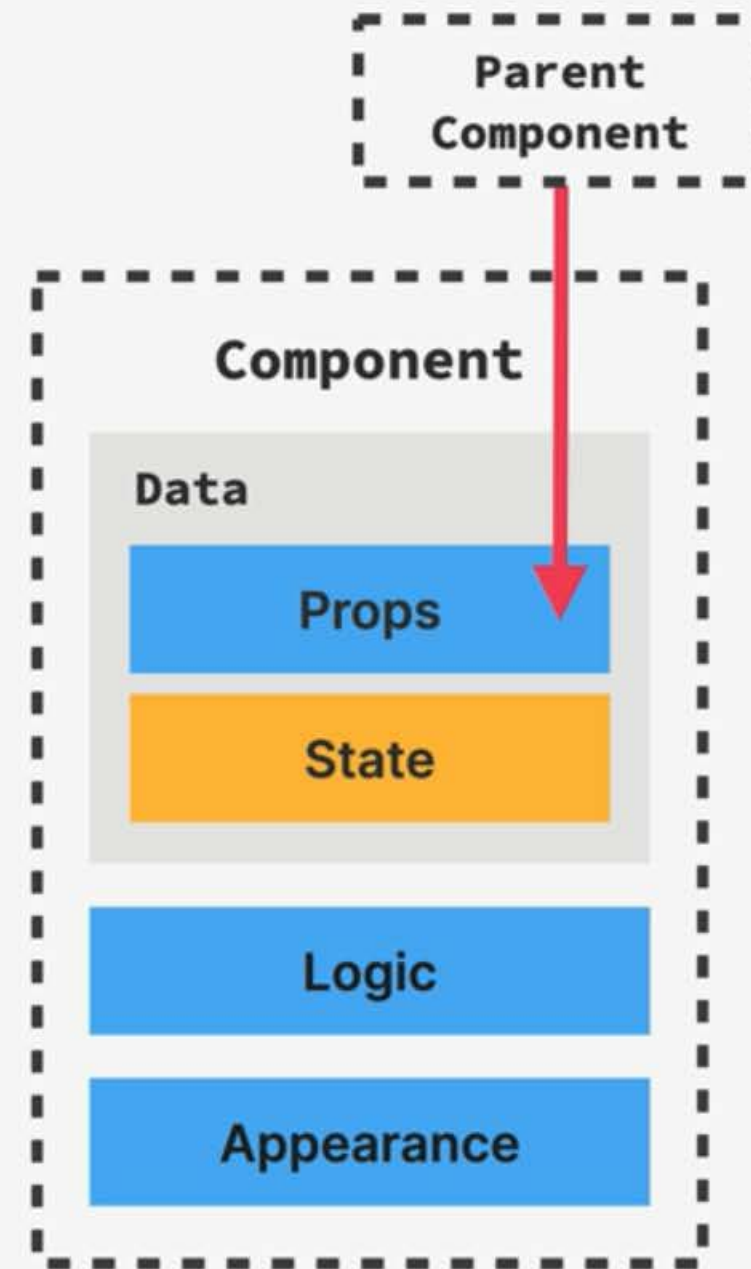 Parent
Component
Component
Data
Props
State
Logic
Appearance